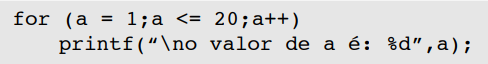 for (a = 1;a <= 20;a++)
printf(“\no valor de a é: %d”,a);